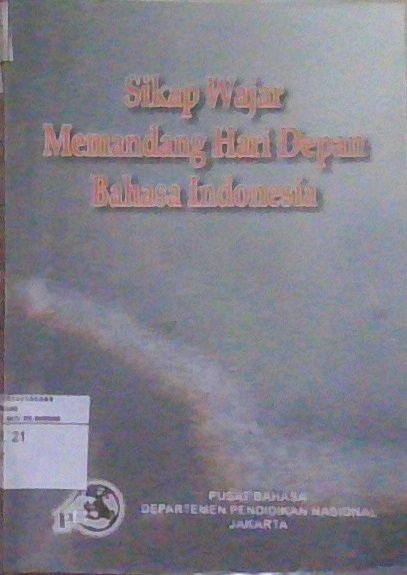 Sikap Wajar
Memandang Hari Depan
Bahasa Indonesia
21
PUSAT BAHASA
DEPARTEMEN PENDIDIKAN NASIONAL
JAKARTA